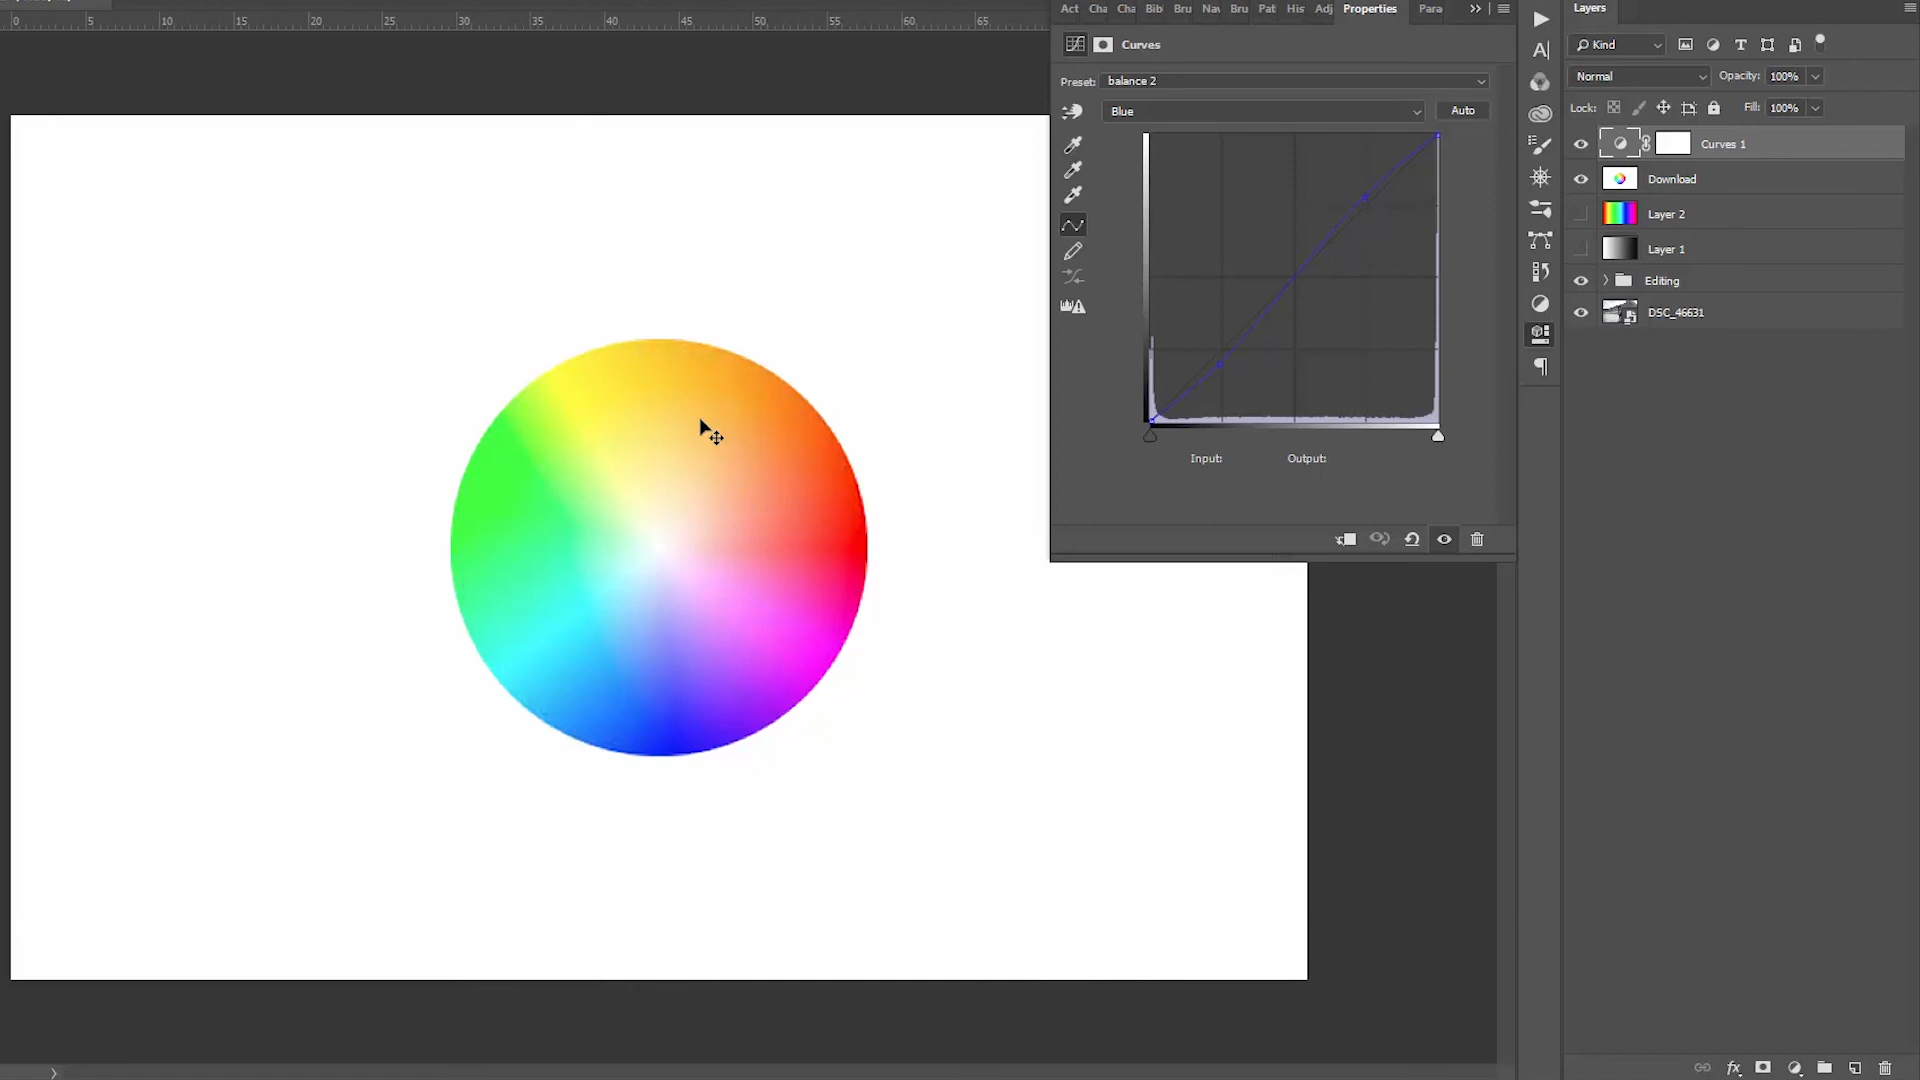 0 5 10 15 20 25 30 35 40 45 50 55 60 65
Act Cha Cha Bib Bru Nav Bru Pat His Adj Properties Para
Curves
Preset: balance 2
Blue Auto
Input: Output:
Layers
Kind
Normal Opacity: 100%
Lock: Fill: 100%
Curves 1
Download
Layer 2
Layer 1
Editing
DSC_46631
fx